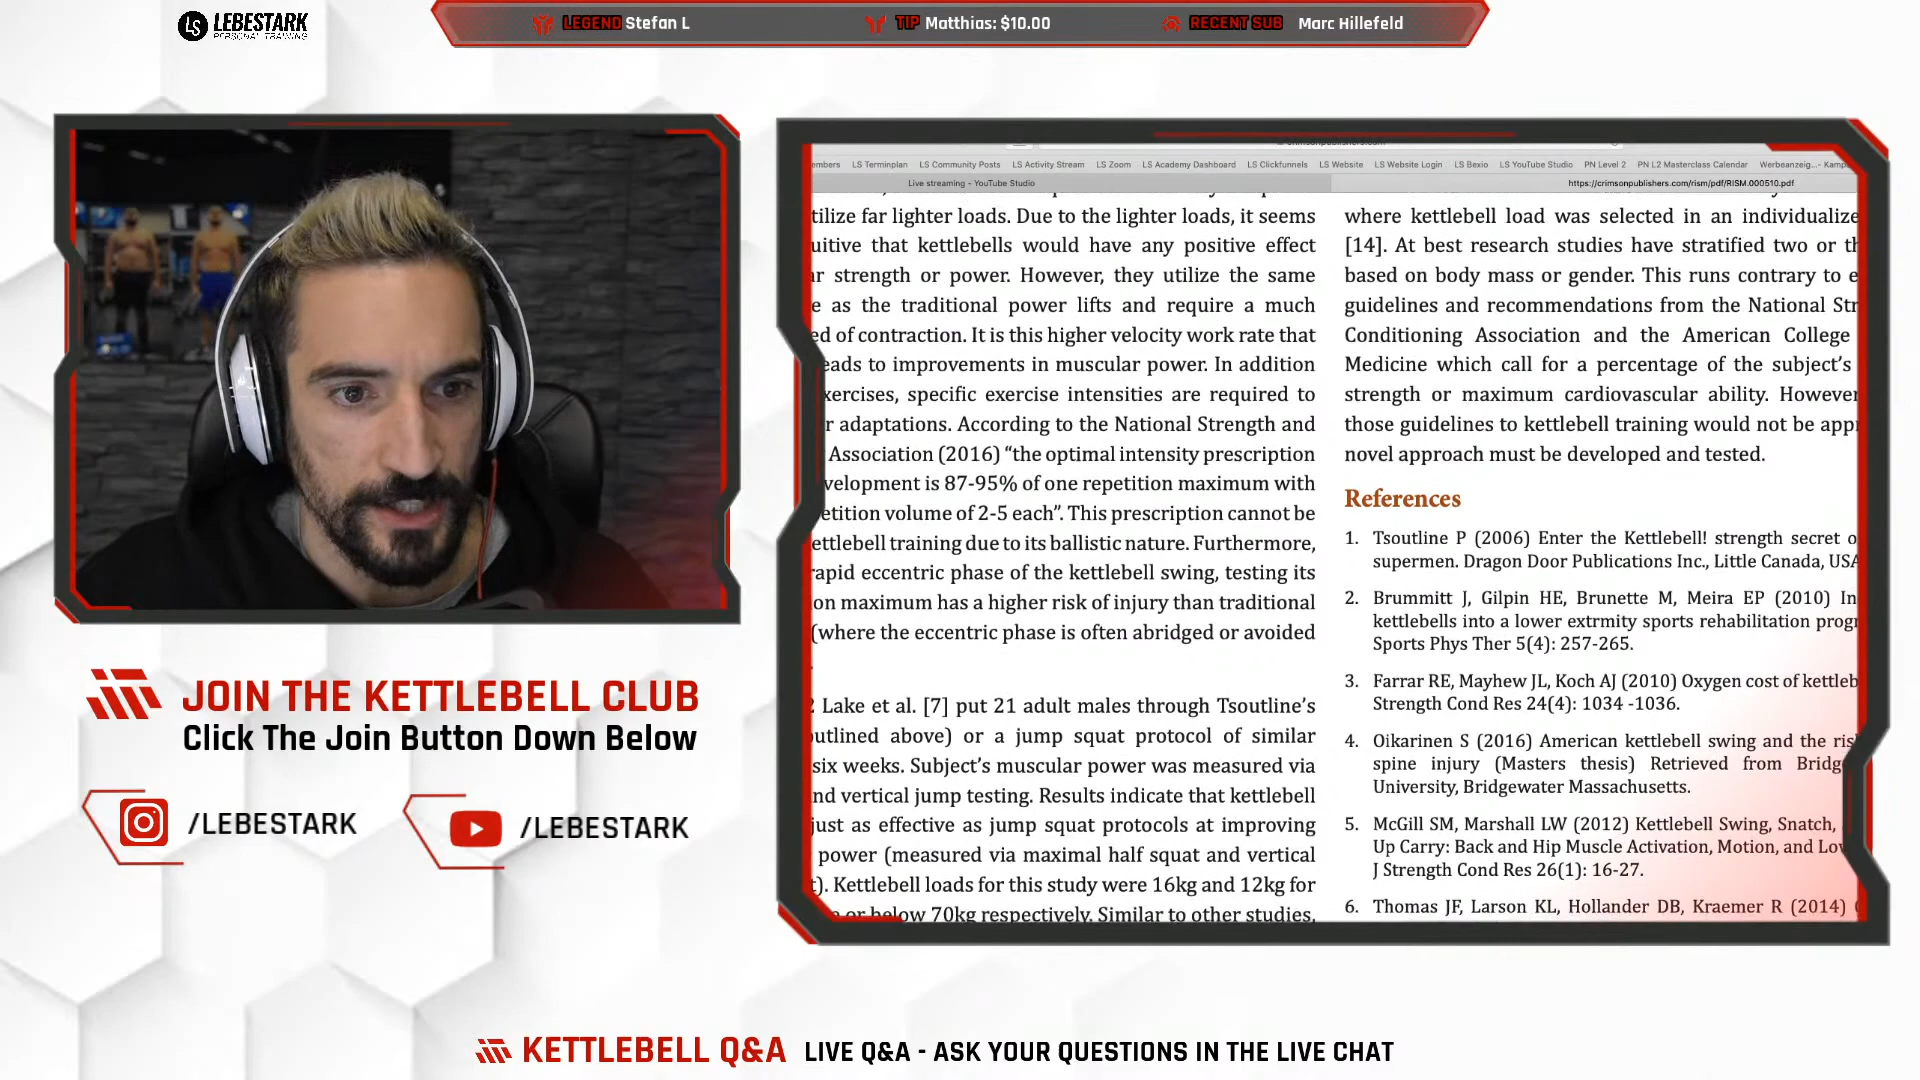 LS LEBESTARK
PERSONAL TRAINING
LEGEND Stefan L
TIP Matthias: $10.00
RECENT SUB Marc Hillefeld
embers LS Terminplan LS Community Posts LS Activity Stream LS Zoom LS Academy Dashboard LS Clickfunnels LS Website LS Website Login LS Bexio LS YouTube Studio PN Level 2 PN L2 Masterclass Calendar Werbeanzeig...- Kamp
Live streaming - YouTube Studio
https://crimsonpublishers.com/rism/pdf/RISM.000510.pdf
tilize far lighter loads. Due to the lighter loads, it seems
uitive that kettlebells would have any positive effect
ar strength or power. However, they utilize the same
e as the traditional power lifts and require a much
ed of contraction. It is this higher velocity work rate that
eads to improvements in muscular power. In addition
xercises, specific exercise intensities are required to
r adaptations. According to the National Strength and
Association (2016) “the optimal intensity prescription
velopment is 87-95% of one repetition maximum with
etition volume of 2-5 each”. This prescription cannot be
ettlebell training due to its ballistic nature. Furthermore,
rapid eccentric phase of the kettlebell swing, testing its
on maximum has a higher risk of injury than traditional
(where the eccentric phase is often abridged or avoided
2 Lake et al. [7] put 21 adult males through Tsoutline’s
outlined above) or a jump squat protocol of similar
six weeks. Subject’s muscular power was measured via
nd vertical jump testing. Results indicate that kettlebell
just as effective as jump squat protocols at improving
power (measured via maximal half squat and vertical
t). Kettlebell loads for this study were 16kg and 12kg for
e or below 70kg respectively. Similar to other studies,
where kettlebell load was selected in an individualize
[14]. At best research studies have stratified two or th
based on body mass or gender. This runs contrary to e
guidelines and recommendations from the National Str
Conditioning Association and the American College
Medicine which call for a percentage of the subject’s
strength or maximum cardiovascular ability. However
those guidelines to kettlebell training would not be app
novel approach must be developed and tested.
References
1. Tsoutline P (2006) Enter the Kettlebell! strength secret o
supermen. Dragon Door Publications Inc., Little Canada, USA
2. Brummitt J, Gilpin HE, Brunette M, Meira EP (2010) In
kettlebells into a lower extrmity sports rehabilitation progr
Sports Phys Ther 5(4): 257-265.
3. Farrar RE, Mayhew JL, Koch AJ (2010) Oxygen cost of kettleb
Strength Cond Res 24(4): 1034 -1036.
4. Oikarinen S (2016) American kettlebell swing and the ris
spine injury (Masters thesis) Retrieved from Bridg
University, Bridgewater Massachusetts.
5. McGill SM, Marshall LW (2012) Kettlebell Swing, Snatch,
Up Carry: Back and Hip Muscle Activation, Motion, and Lo
J Strength Cond Res 26(1): 16-27.
6. Thomas JF, Larson KL, Hollander DB, Kraemer R (2014)
JOIN THE KETTLEBELL CLUB
Click The Join Button Down Below
/LEBESTARK
/LEBESTARK
KETTLEBELL Q&A LIVE Q&A - ASK YOUR QUESTIONS IN THE LIVE CHAT